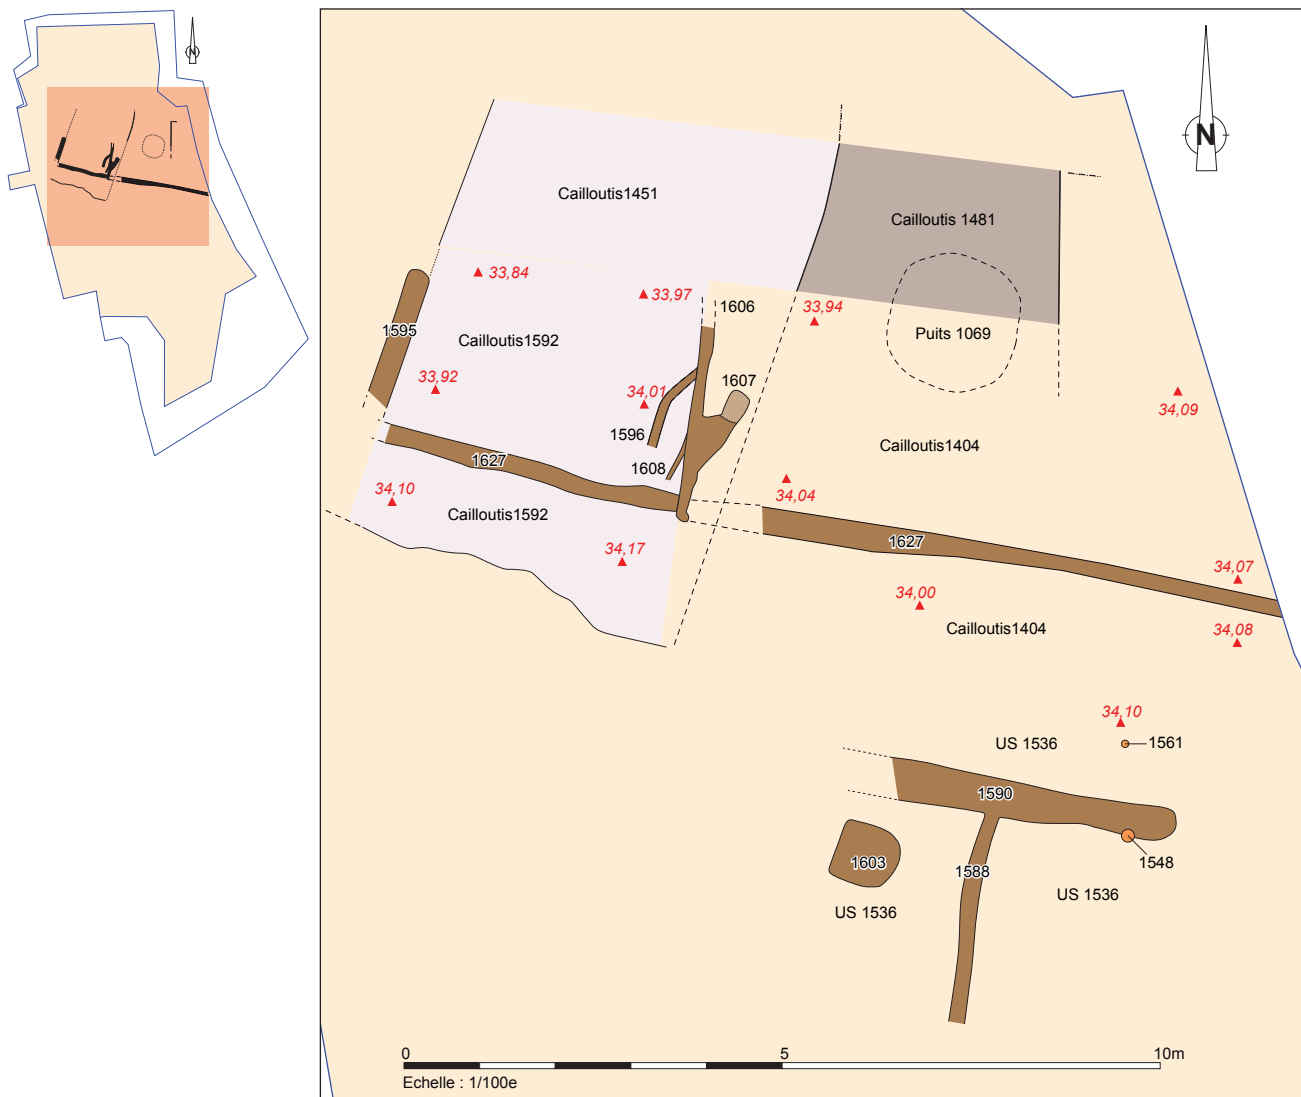 N
N
Cailloutis1451
Cailloutis 1481
33,84
33,97
1606
33,94
1595
Cailloutis1592
Puits 1069
33,92
34,01
1607
34,09
1596
Cailloutis1404
1627
1608
34,10
34,04
Cailloutis1592
34,17
1627
34,07
34,00
Cailloutis1404
34,08
34,10
US 1536
1561
1590
1603
1588
1548
US 1536
US 1536
0 5 10m
Echelle : 1/100e